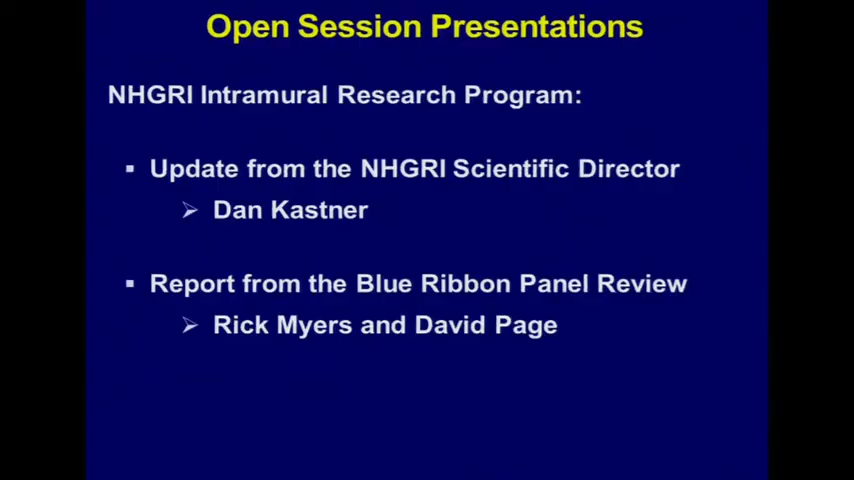 Open Session Presentations
NHGRI Intramural Research Program:
▪ Update from the NHGRI Scientific Director
➢ Dan Kastner
▪ Report from the Blue Ribbon Panel Review
➢ Rick Myers and David Page